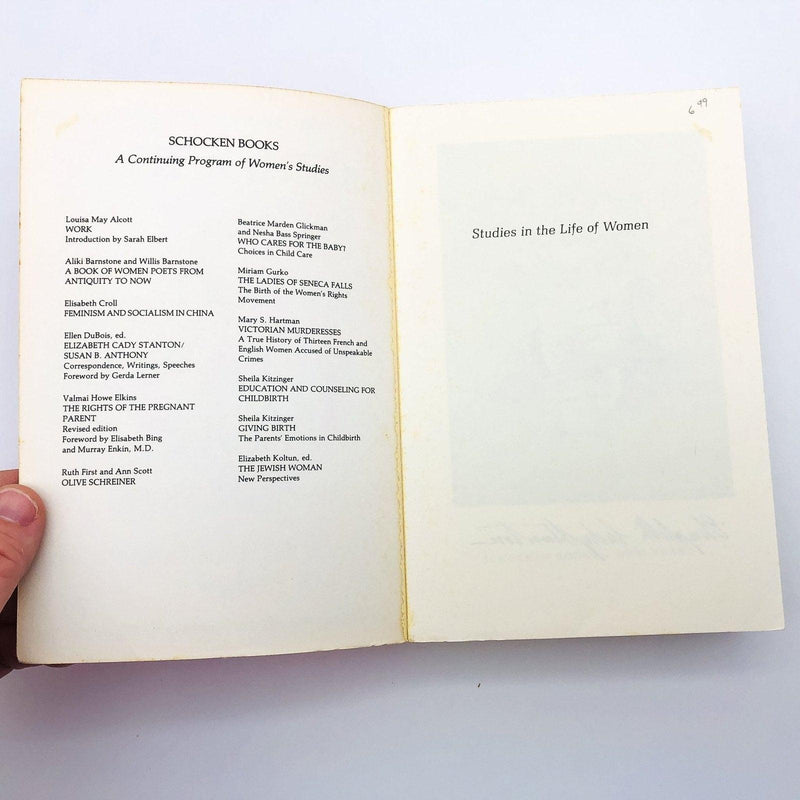 SCHOCKEN BOOKS
A Continuing Program of Women's Studies
Louisa May Alcott
WORK
Introduction by Sarah Elbert
Aliki Barnstone and Willis Barnstone
A BOOK OF WOMEN POETS FROM
ANTIQUITY TO NOW
Elisabeth Croll
FEMINISM AND SOCIALISM IN CHINA
Ellen DuBois, ed.
ELIZABETH CADY STANTON/
SUSAN B. ANTHONY
Correspondence, Writings, Speeches
Foreword by Gerda Lerner
Valmai Howe Elkins
THE RIGHTS OF THE PREGNANT
PARENT
Revised edition
Foreword by Elisabeth Bing
and Murray Enkin, M.D.
Ruth First and Ann Scott
OLIVE SCHREINER
Beatrice Marden Glickman
and Nesha Bass Springer
WHO CARES FOR THE BABY?
Choices in Child Care
Miriam Gurko
THE LADIES OF SENECA FALLS
The Birth of the Women's Rights
Movement
Mary S. Hartman
VICTORIAN MURDERESSES
A True History of Thirteen French and
English Women Accused of Unspeakable
Crimes
Sheila Kitzinger
EDUCATION AND COUNSELING FOR
CHILDBIRTH
Sheila Kitzinger
GIVING BIRTH
The Parents' Emotions in Childbirth
Elizabeth Koltun, ed.
THE JEWISH WOMAN
New Perspectives
6 99
Studies in the Life of Women